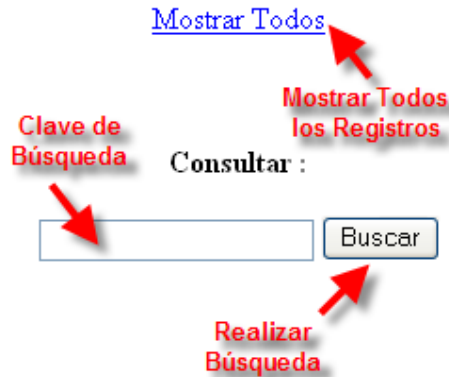 Mostrar Todos
Mostrar Todos
los Registros
Clave de
Búsqueda
Consultar :
Buscar
Realizar
Búsqueda